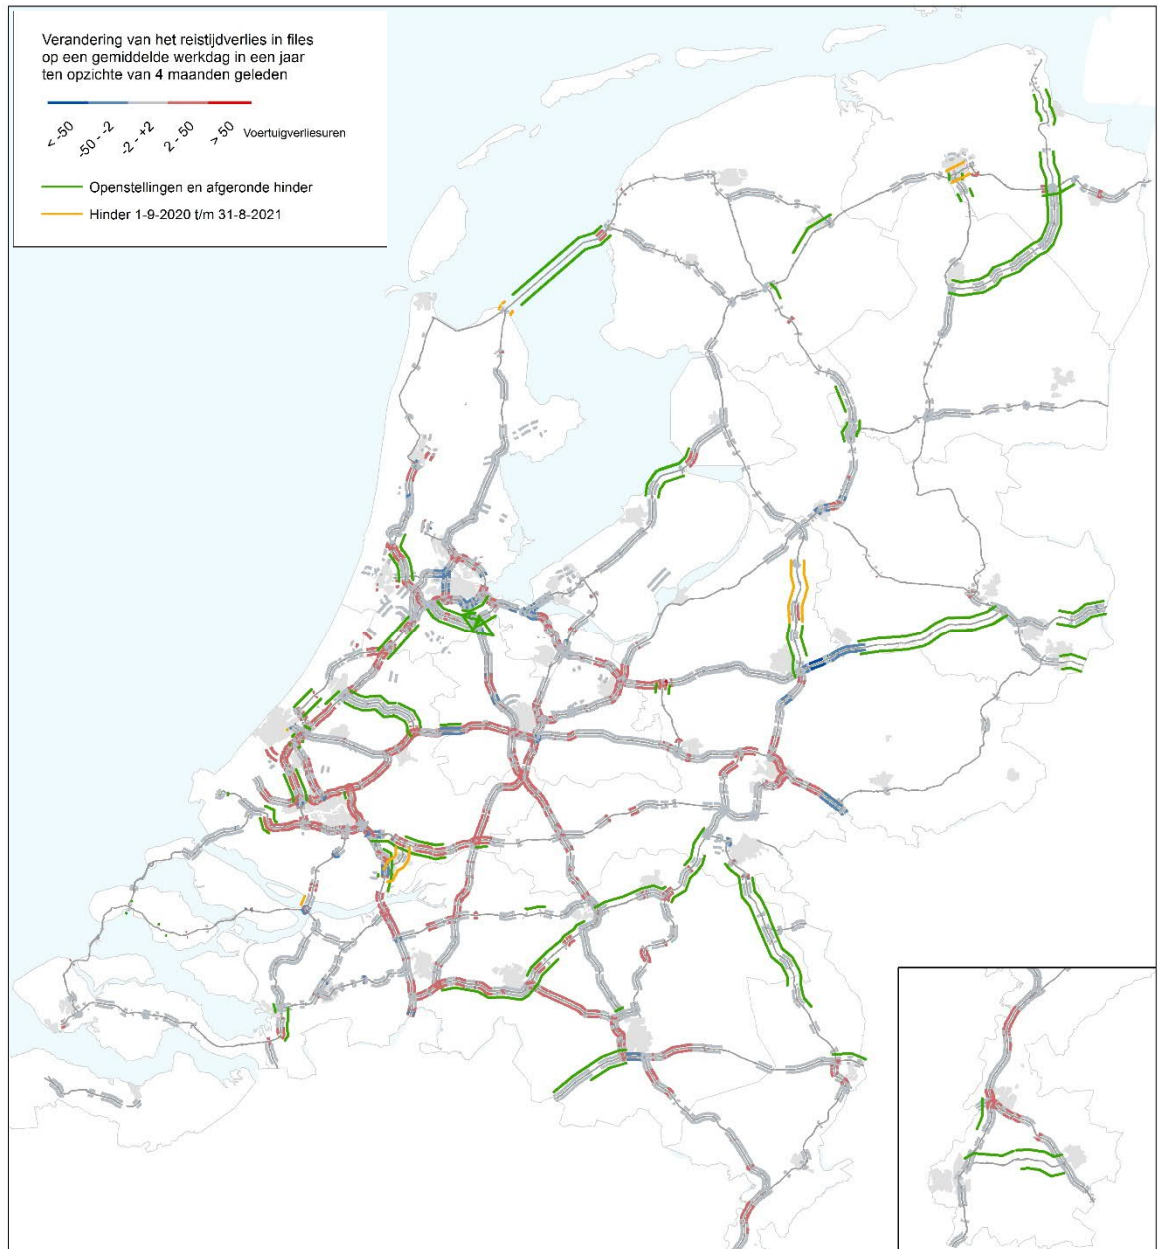 Verandering van het reistijdverlies in files
op een gemiddelde werkdag in een jaar
ten opzichte van 4 maanden geleden
< -50
-50 - -2
-2 - +2
2 - 50
> 50
Voertuigverliesuren
Openstellingen en afgeronde hinder
Hinder 1-9-2020 t/m 31-8-2021